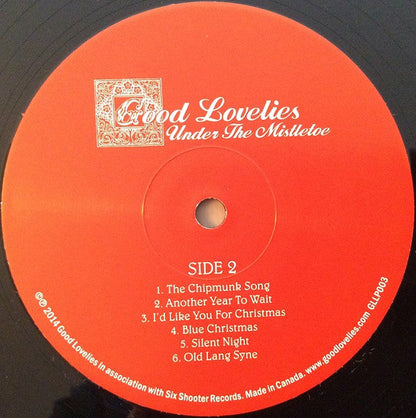 Good Lovelies
Under The Mistletoe
SIDE 2
1. The Chipmunk Song
2. Another Year To Wait
3. I'd Like You For Christmas
4. Blue Christmas
5. Silent Night
6. Old Lang Syne
©℗ 2014 Good Lovelies in association with Six Shooter Records. Made in Canada. www.goodlovelies.com GLLP003